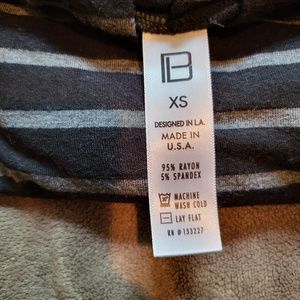 B
XS
DESIGNED IN L.A.
MADE IN
U.S.A.
95% RAYON
5% SPANDEX
MACHINE
WASH COLD
LAY FLAT
RN # 133227